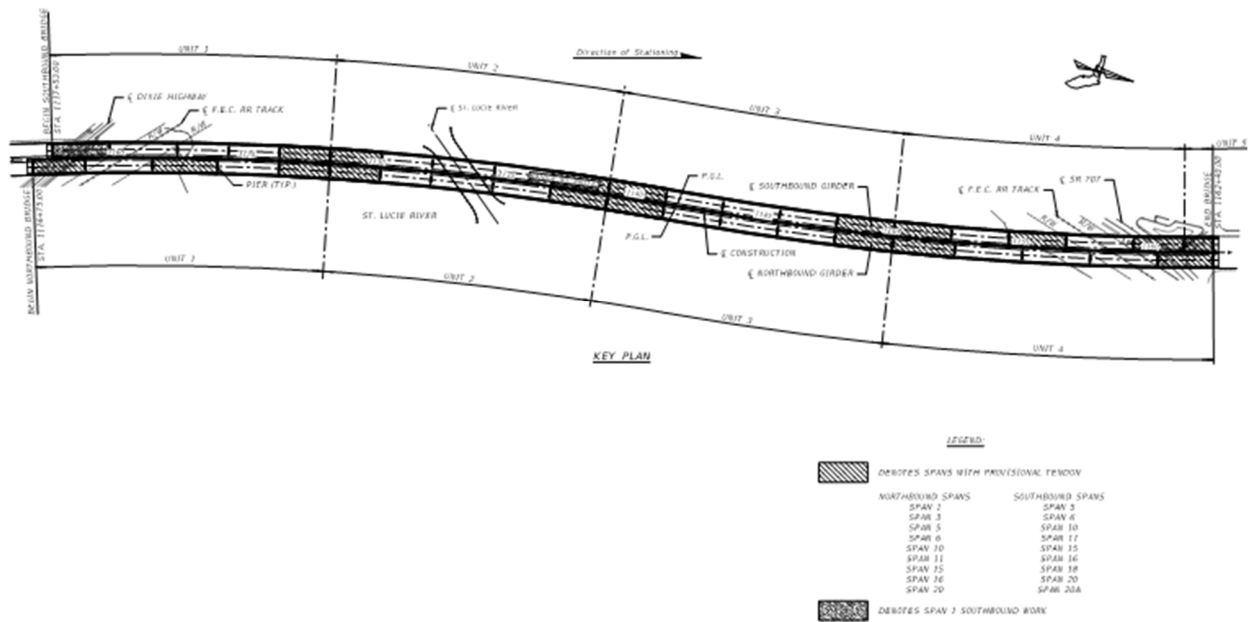 UNIT 1
Direction of Stationing
UNIT 2
UNIT 3
UNIT 4
UNIT 5
BEGIN SOUTHBOUND BRIDGE
℄ DIXIE HIGHWAY
℄ F.E.C. RR TRACK
R/W
R/W
℄ ST. LUCIE RIVER
PIER (TYP.)
ST. LUCIE RIVER
P.G.L.
P.G.L.
℄ SOUTHBOUND GIRDER
℄ CONSTRUCTION
℄ NORTHBOUND GIRDER
℄ F.E.C. RR TRACK
℄ SR 707
R/W
R/W
END BRIDGE
BEGIN NORTHBOUND BRIDGE
UNIT 1
UNIT 2
UNIT 3
UNIT 4
KEY PLAN
LEGEND:
DENOTES SPANS WITH PROVISIONAL TENDON
NORTHBOUND SPANS SOUTHBOUND SPANS
SPAN 1 SPAN 5
SPAN 3 SPAN 6
SPAN 5 SPAN 10
SPAN 6 SPAN 11
SPAN 10 SPAN 15
SPAN 11 SPAN 16
SPAN 15 SPAN 18
SPAN 16 SPAN 20
SPAN 20 SPAN 20A
DENOTES SPAN 1 SOUTHBOUND WORK